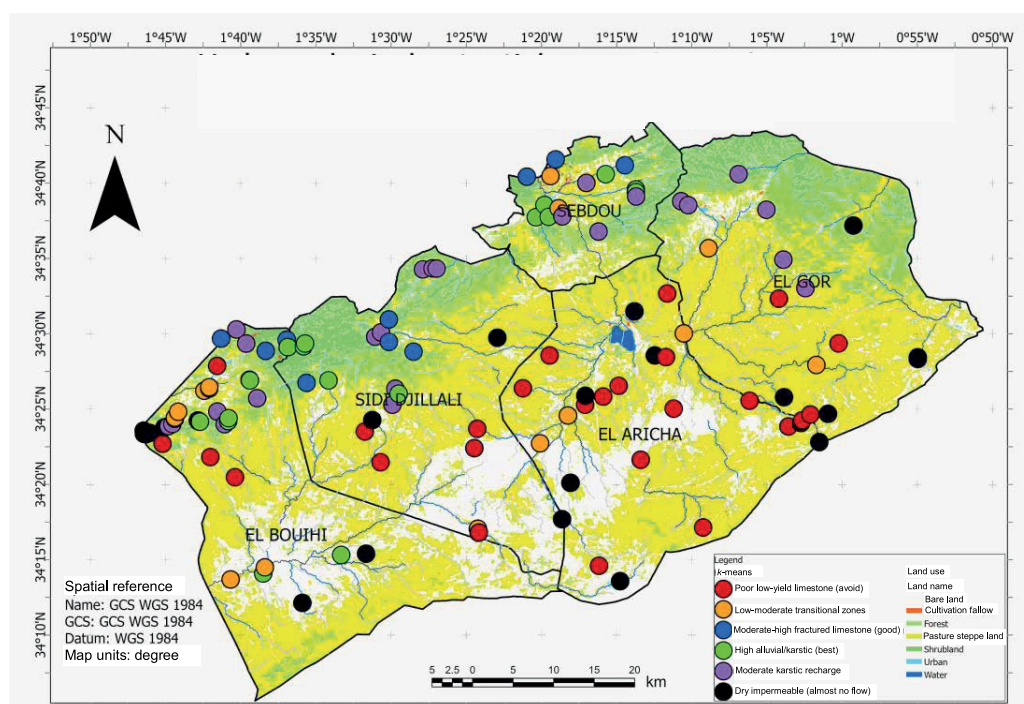 1°50'W 1°45'W 1°40'W 1°35'W 1°30'W 1°25'W 1°20'W 1°15'W 1°10'W 1°5'W 1°W 0°55'W 0°50'W
34°45'N
34°40'N
34°35'N
34°30'N
34°25'N
34°20'N
34°15'N
34°10'N
N
SEBDOU
EL GOR
SIDI DJILLALI
EL ARICHA
EL BOUIHI
Spatial reference
Name: GCS WGS 1984
GCS: GCS WGS 1984
Datum: WGS 1984
Map units: degree
5 2.5 0 5 10 15 20
km
Legend
k-means
Poor low-yield limestone (avoid)
Low-moderate transitional zones
Moderate-high fractured limestone (good)
High alluvial/karstic (best)
Moderate karstic recharge
Dry impermeable (almost no flow)
Land use
Land name
Bare land
Cultivation fallow
Forest
Pasture steppe land
Shrubland
Urban
Water